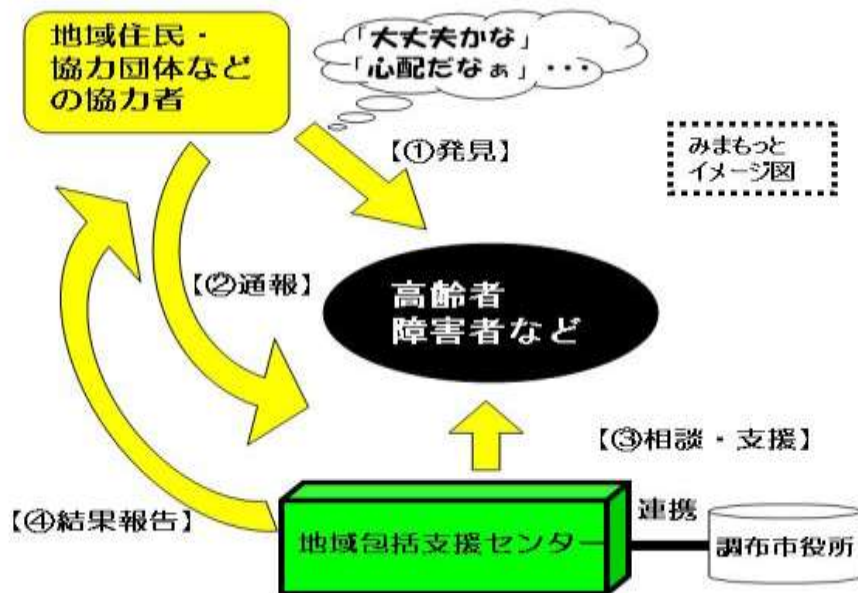 地域住民・
協力団体など
の協力者
「大丈夫かな」
「心配だなぁ」・・・
【①発見】
みまもっと
イメージ図
【②通報】
高齢者
障害者など
【③相談・支援】
【④結果報告】
地域包括支援センター
連携
調布市役所